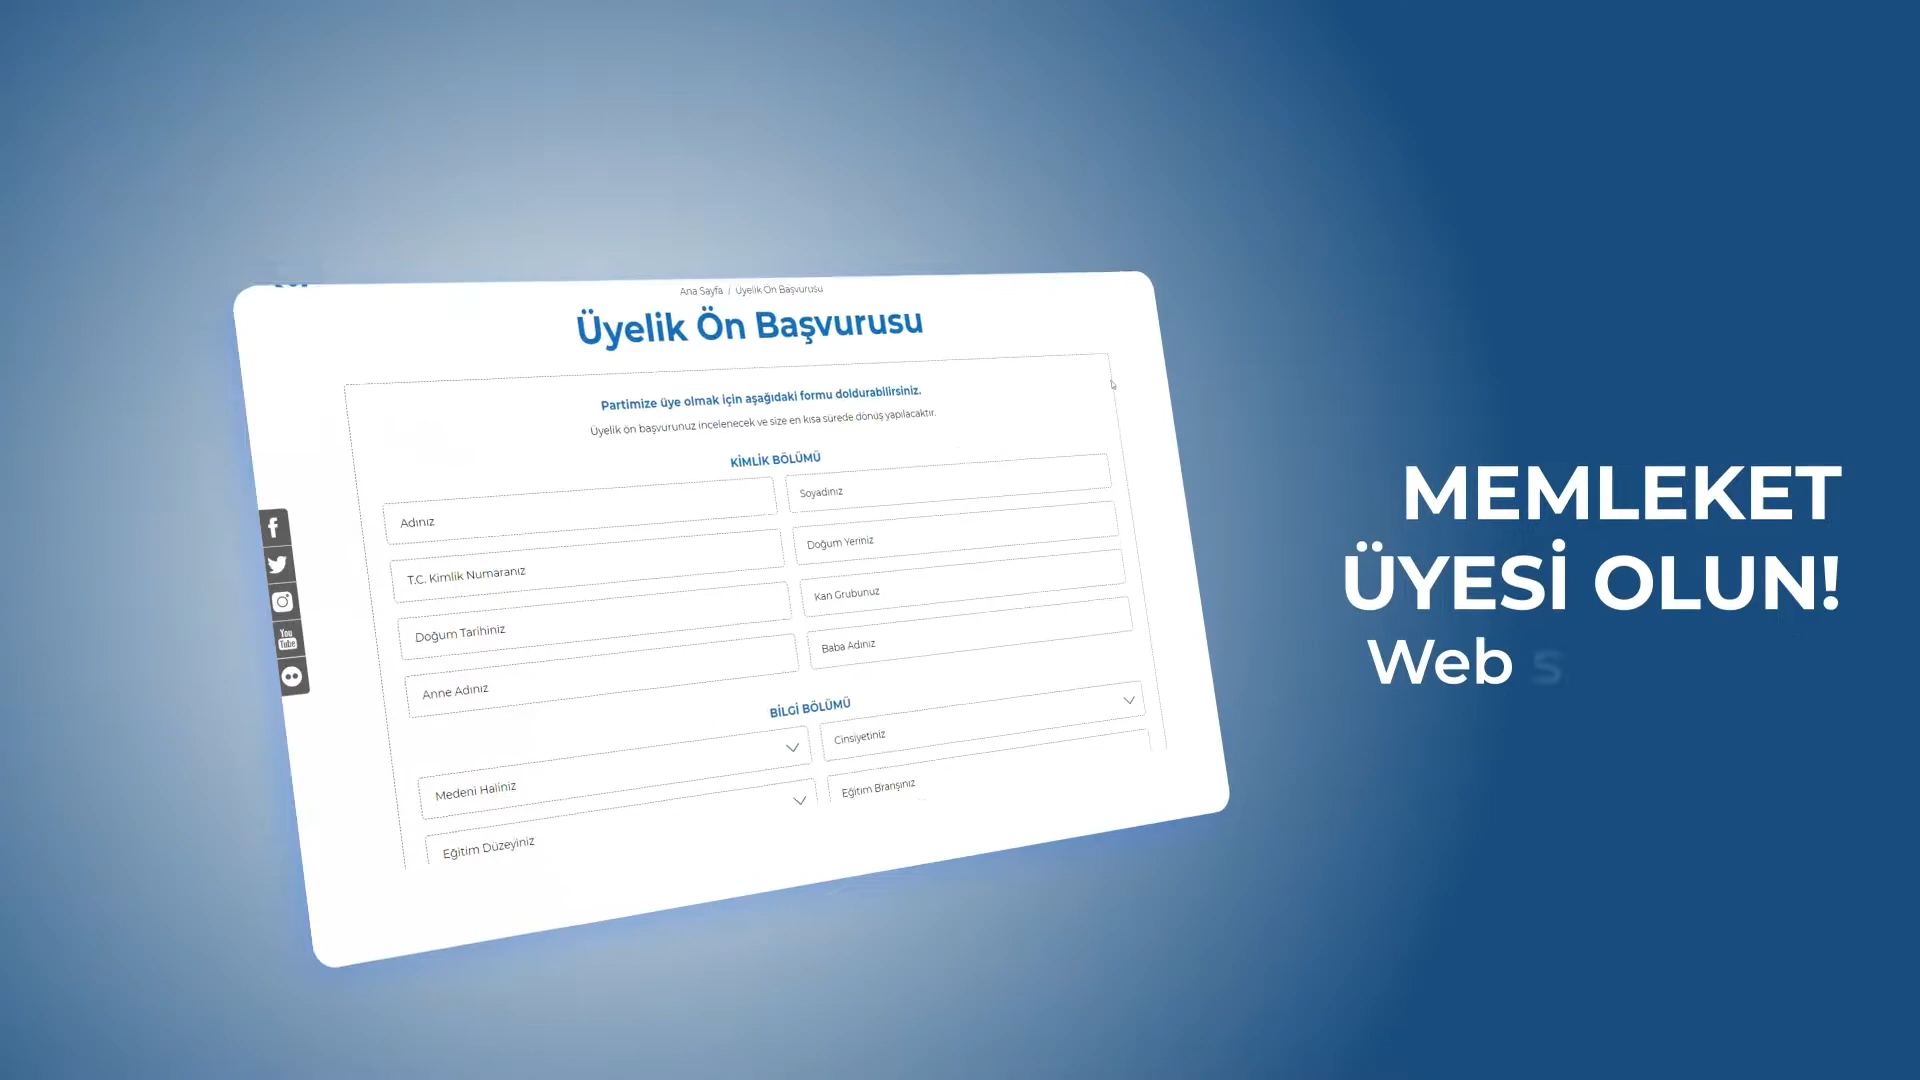 Ana Sayfa / Üyelik Ön Başvurusu
Üyelik Ön Başvurusu
Partimize üye olmak için aşağıdaki formu doldurabilirsiniz.
Üyelik ön başvurunuz incelenecek ve size en kısa sürede dönüş yapılacaktır.
KİMLİK BÖLÜMÜ
Adınız
Soyadınız
T.C. Kimlik Numaranız
Doğum Yeriniz
Doğum Tarihiniz
Kan Grubunuz
Anne Adınız
Baba Adınız
BİLGİ BÖLÜMÜ
Medeni Haliniz
Cinsiyetiniz
Eğitim Düzeyiniz
Eğitim Branşınız
You
Tube
MEMLEKET
ÜYESİ OLUN!
Web s